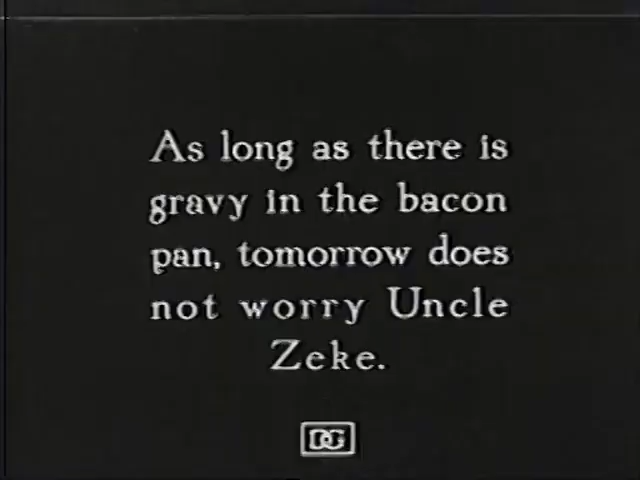 As long as there is
gravy in the bacon
pan, tomorrow does
not worry Uncle
Zeke.
DG